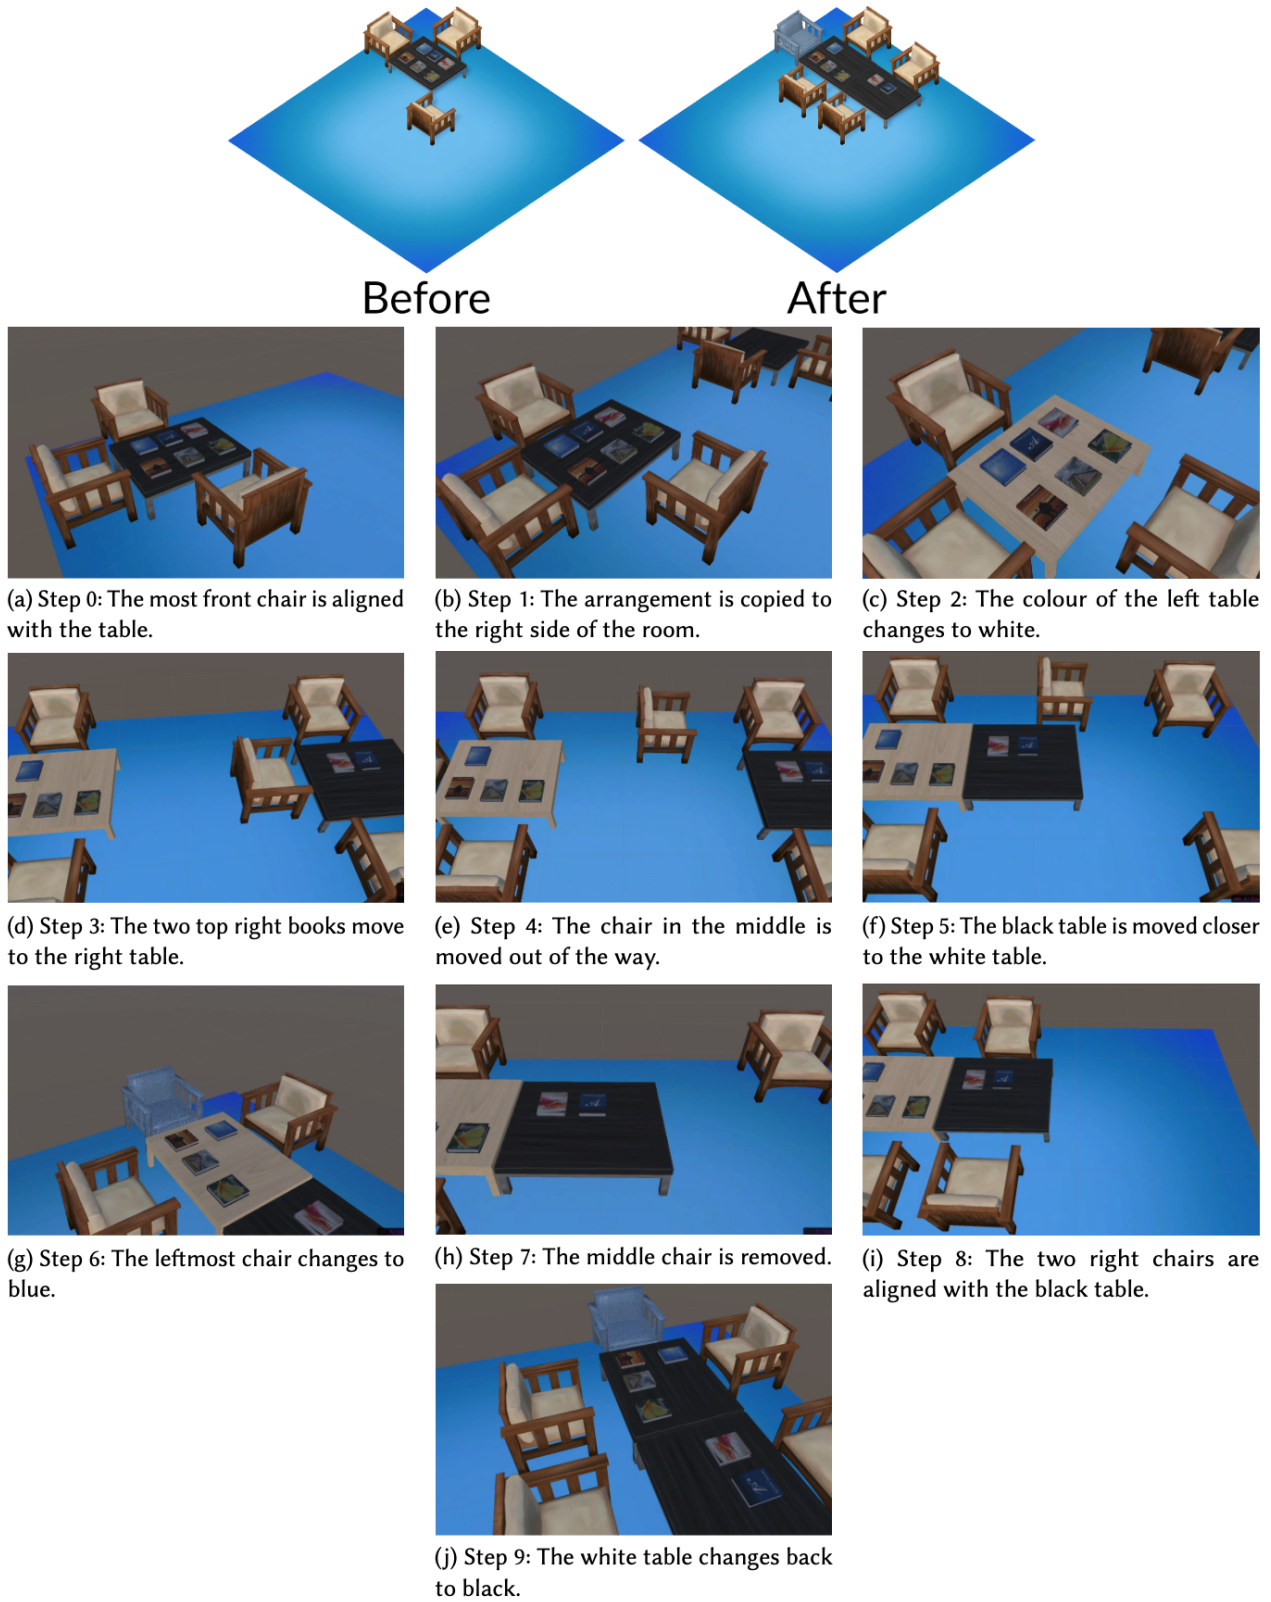 Before
After
(a) Step 0: The most front chair is aligned
with the table.
(b) Step 1: The arrangement is copied to
the right side of the room.
(c) Step 2: The colour of the left table
changes to white.
(d) Step 3: The two top right books move
to the right table.
(e) Step 4: The chair in the middle is
moved out of the way.
(f) Step 5: The black table is moved closer
to the white table.
(g) Step 6: The leftmost chair changes to
blue.
(h) Step 7: The middle chair is removed.
(i) Step 8: The two right chairs are
aligned with the black table.
(j) Step 9: The white table changes back
to black.